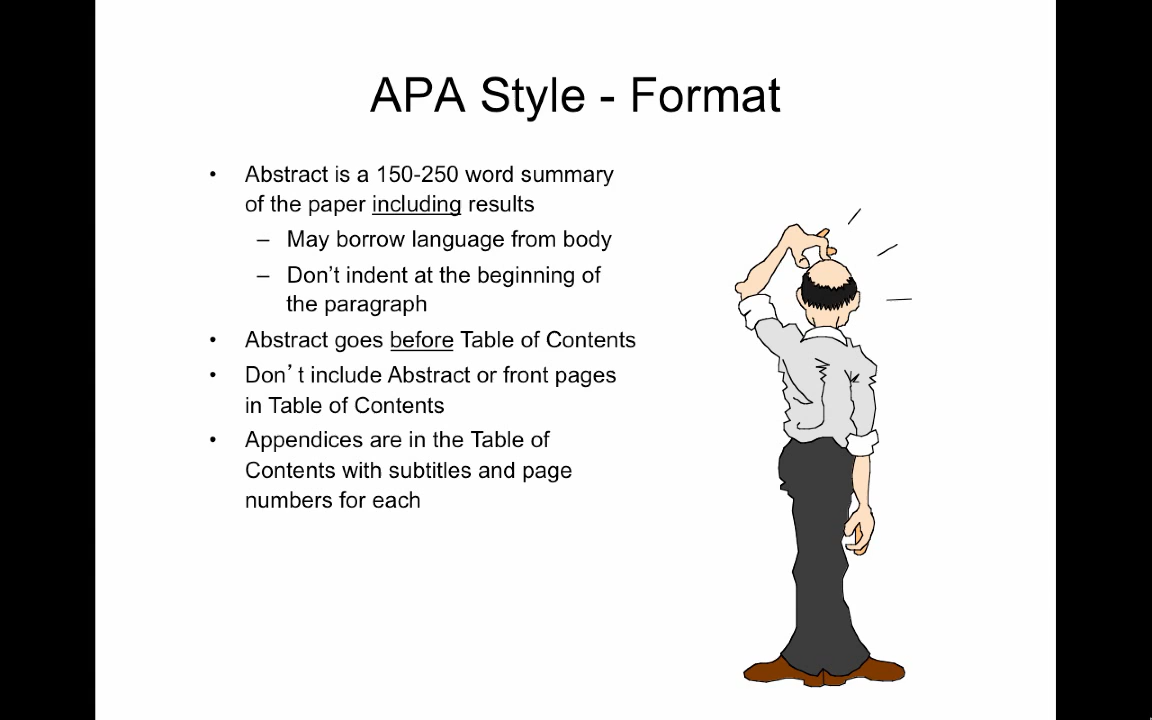 APA Style - Format
• Abstract is a 150-250 word summary
of the paper including results
– May borrow language from body
– Don’t indent at the beginning of
the paragraph
• Abstract goes before Table of Contents
• Don’ t include Abstract or front pages
in Table of Contents
• Appendices are in the Table of
Contents with subtitles and page
numbers for each